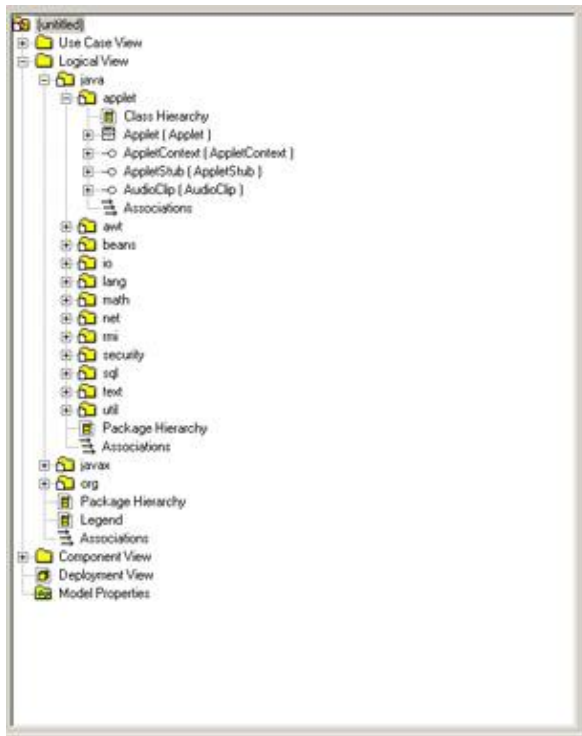 (untitled)
Use Case View
Logical View
java
applet
Class Hierarchy
Applet ( Applet )
AppletContext ( AppletContext )
AppletStub ( AppletStub )
AudioClip ( AudioClip )
Associations
awt
beans
io
lang
math
net
rmi
security
sql
text
util
Package Hierarchy
Associations
javax
org
Package Hierarchy
Legend
Associations
Component View
Deployment View
Model Properties